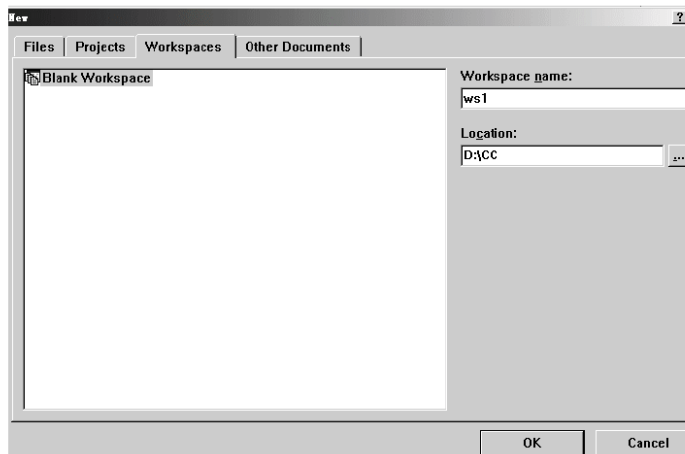 New
?
Files Projects Workspaces Other Documents
Blank Workspace
Workspace name:
ws1
Location:
D:\CC
...
OK Cancel